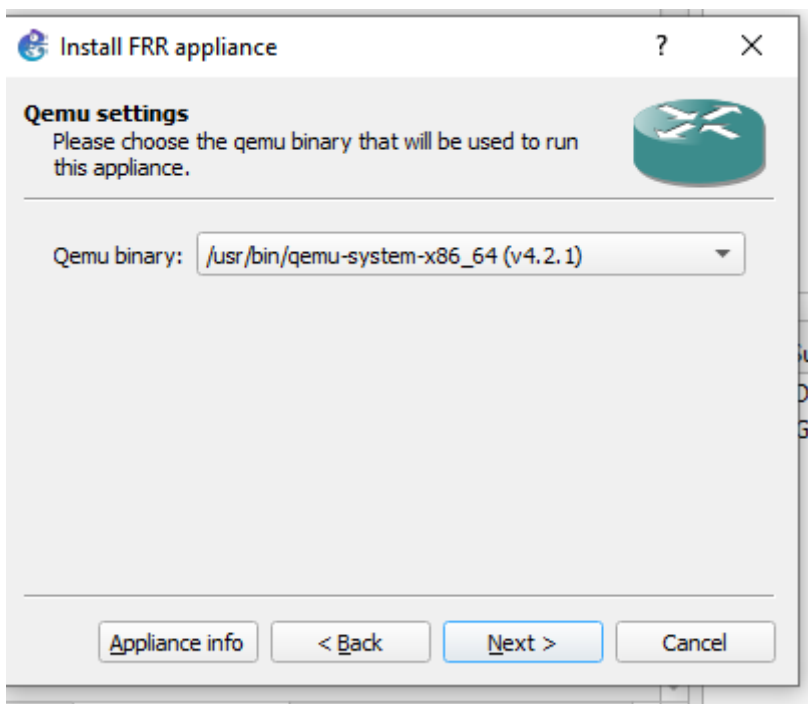 Install FRR appliance
?
Qemu settings
Please choose the qemu binary that will be used to run
this appliance.
Qemu binary: /usr/bin/qemu-system-x86_64 (v4.2.1)
Appliance info
< Back
Next >
Cancel